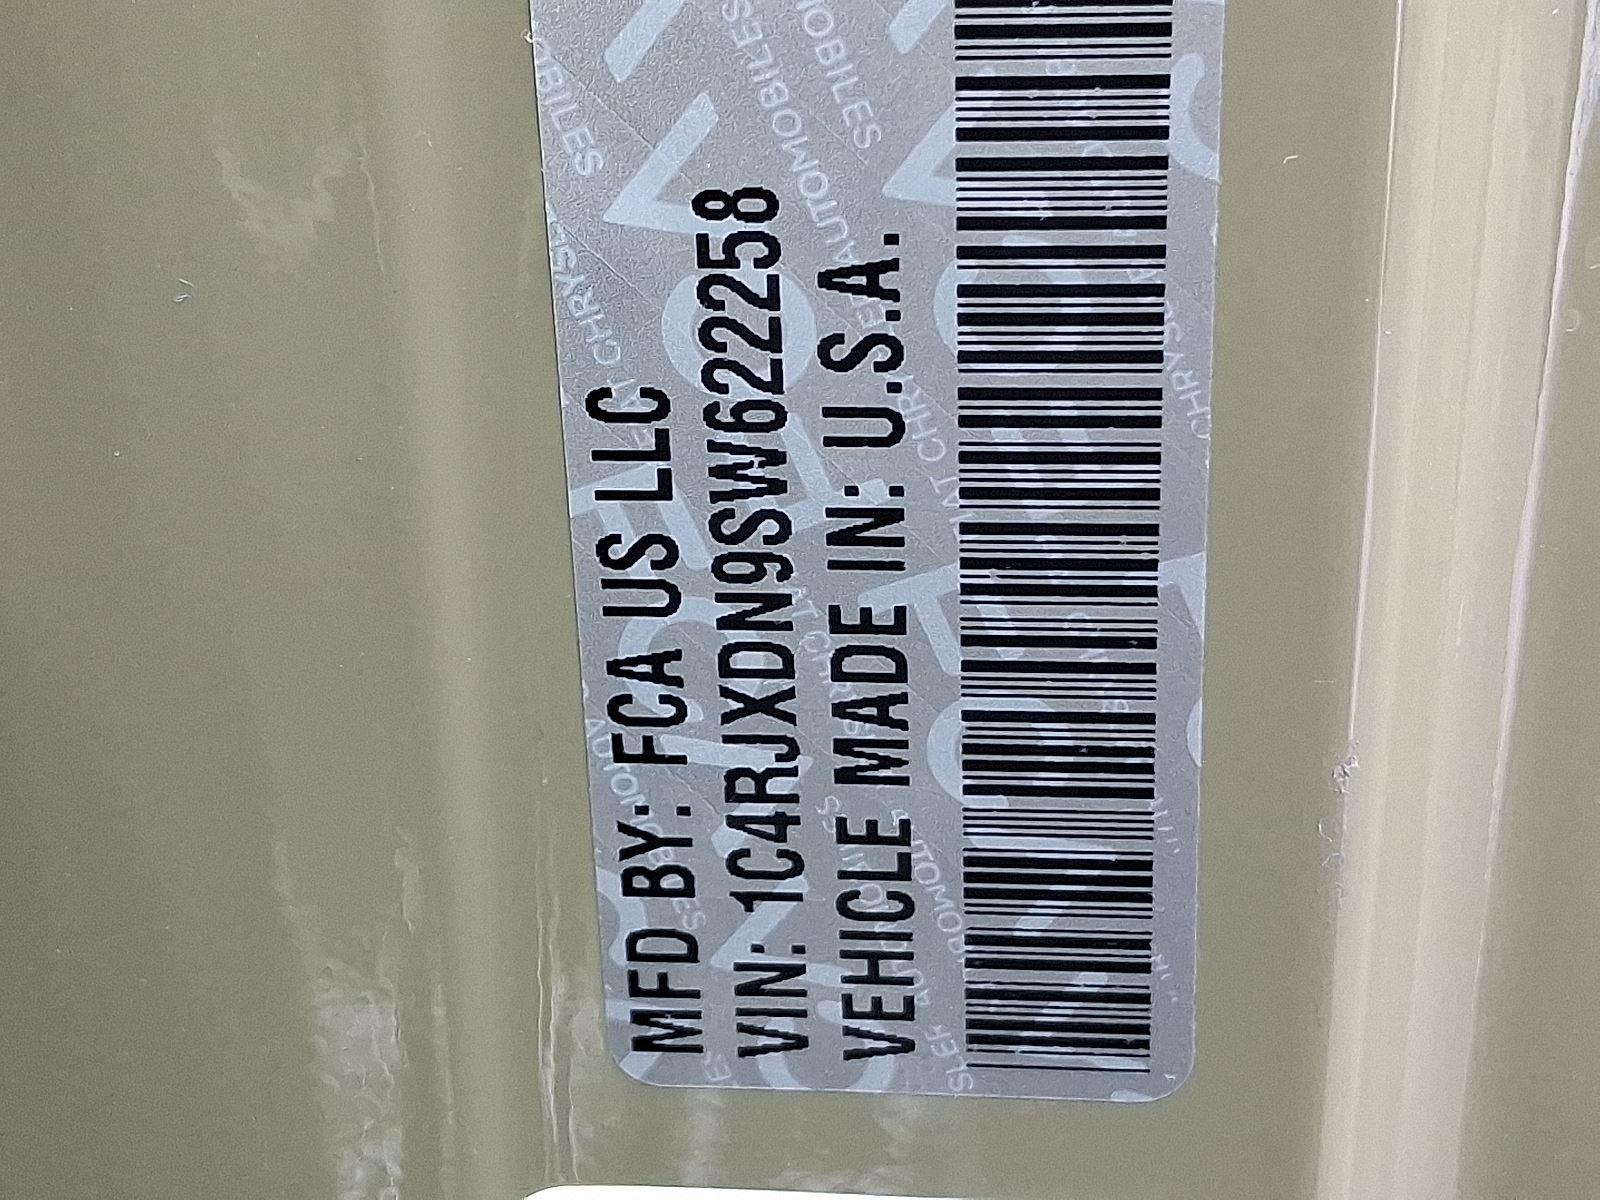 MFD BY: FCA US LLC
VIN: 1C4RJXDN9SW622258
VEHICLE MADE IN: U.S.A.